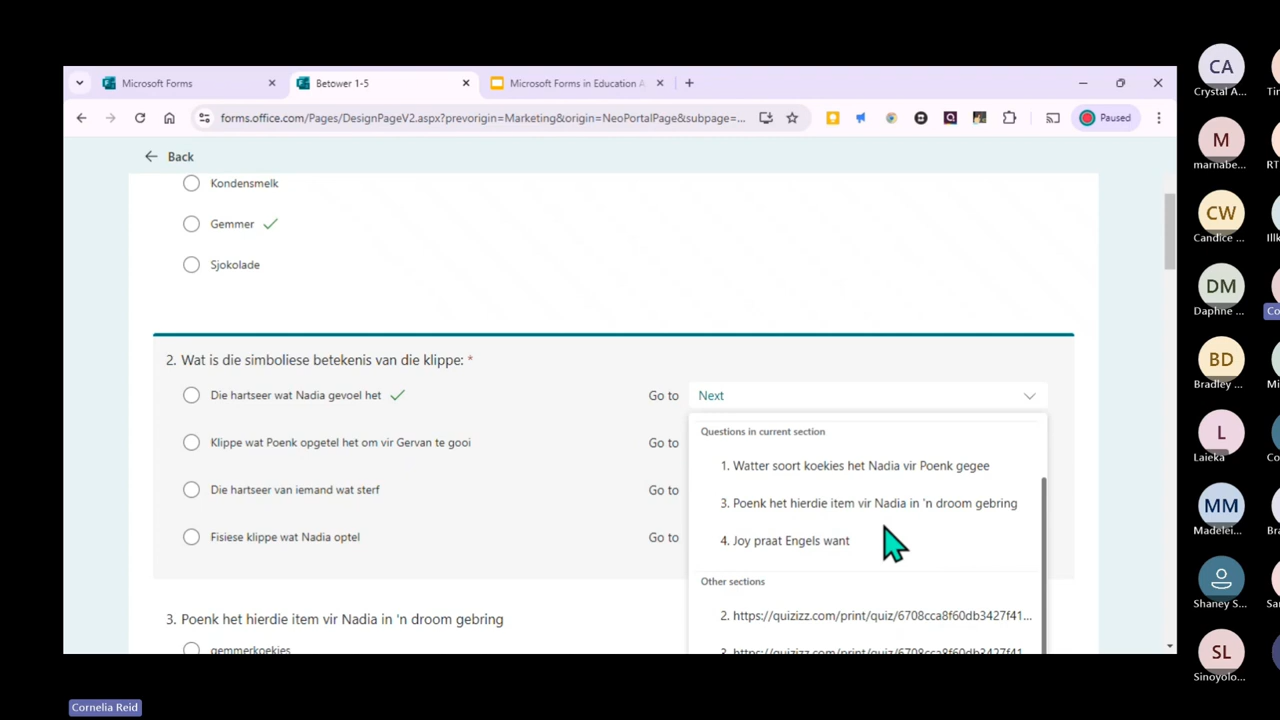 Microsoft Forms
Betower 1-5
Microsoft Forms in Education A
forms.office.com/Pages/DesignPageV2.aspx?prevorigin=Marketing&origin=NeoPortalPage&subpage=...
Paused
Back
Kondensmelk
Gemmer
Sjokolade
2. Wat is die simboliese betekenis van die klippe: *
Die hartseer wat Nadia gevoel het
Go to
Next
Klippe wat Poenk opgetel het om vir Gervan te gooi
Go to
Die hartseer van iemand wat sterf
Go to
Fisiese klippe wat Nadia optel
Go to
Questions in current section
1. Watter soort koekies het Nadia vir Poenk gegee
3. Poenk het hierdie item vir Nadia in 'n droom gebring
4. Joy praat Engels want
Other sections
2. https://quizizz.com/print/quiz/6708cca8f60db3427f41...
3. https://quizizz.com/print/quiz/6708cca8f60db3427f41...
3. Poenk het hierdie item vir Nadia in 'n droom gebring
gemmerkoekies
CA
Crystal A...
M
marnabe...
CW
Candice ...
DM
Daphne ...
BD
Bradley ...
L
Laieka
MM
Madelei...
Shaney S...
SL
Sinoyolo...
Cornelia Reid